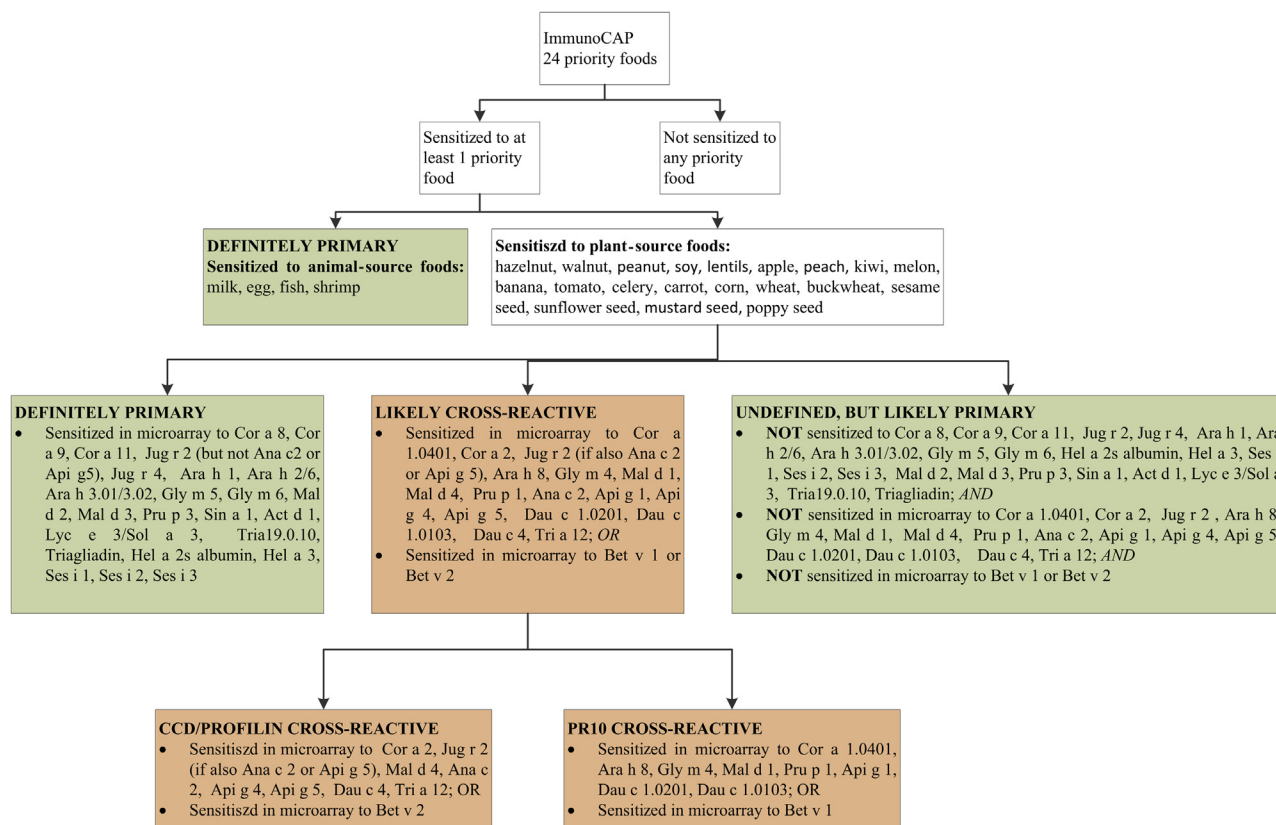 ImmunoCAP
24 priority foods
Sensitized to at
least 1 priority
food
Not sensitized to
any priority
food
DEFINITELY PRIMARY
Sensitized to animal-source foods:
milk, egg, fish, shrimp
Sensitiszd to plant-source foods:
hazelnut, walnut, peanut, soy, lentils, apple, peach, kiwi, melon,
banana, tomato, celery, carrot, corn, wheat, buckwheat, sesame
seed, sunflower seed, mustard seed, poppy seed
DEFINITELY PRIMARY
• Sensitized in microarray to Cor a 8, Cor
a 9, Cor a 11, Jug r 2 (but not Ana c2 or
Api g5), Jug r 4, Ara h 1, Ara h 2/6,
Ara h 3.01/3.02, Gly m 5, Gly m 6, Mal
d 2, Mal d 3, Pru p 3, Sin a 1, Act d 1,
Lyc e 3/Sol a 3, Tria19.0.10,
Triagliadin, Hel a 2s albumin, Hel a 3,
Ses i 1, Ses i 2, Ses i 3
LIKELY CROSS-REACTIVE
• Sensitized in microarray to Cor a
1.0401, Cor a 2, Jug r 2 (if also Ana c 2
or Api g 5), Ara h 8, Gly m 4, Mal d 1,
Mal d 4, Pru p 1, Ana c 2, Api g 1, Api
g 4, Api g 5, Dau c 1.0201, Dau c
1.0103, Dau c 4, Tri a 12; OR
• Sensitized in microarray to Bet v 1 or
Bet v 2
UNDEFINED, BUT LIKELY PRIMARY
• NOT sensitized to Cor a 8, Cor a 9, Cor a 11, Jug r 2, Jug r 4, Ara h 1, Ara
h 2/6, Ara h 3.01/3.02, Gly m 5, Gly m 6, Hel a 2s albumin, Hel a 3, Ses i
1, Ses i 2, Ses i 3, Mal d 2, Mal d 3, Pru p 3, Sin a 1, Act d 1, Lyc e 3/Sol a
3, Tria19.0.10, Triagliadin; AND
• NOT sensitized in microarray to Cor a 1.0401, Cor a 2, Jug r 2 , Ara h 8,
Gly m 4, Mal d 1, Mal d 4, Pru p 1, Ana c 2, Api g 1, Api g 4, Api g 5,
Dau c 1.0201, Dau c 1.0103, Dau c 4, Tri a 12; AND
• NOT sensitized in microarray to Bet v 1 or Bet v 2
CCD/PROFILIN CROSS-REACTIVE
• Sensitiszd in microarray to Cor a 2, Jug r 2
(if also Ana c 2 or Api g 5), Mal d 4, Ana c
2, Api g 4, Api g 5, Dau c 4, Tri a 12; OR
• Sensitiszd in microarray to Bet v 2
PR10 CROSS-REACTIVE
• Sensitized in microarray to Cor a 1.0401,
Ara h 8, Gly m 4, Mal d 1, Pru p 1, Api g 1,
Dau c 1.0201, Dau c 1.0103; OR
• Sensitized in microarray to Bet v 1